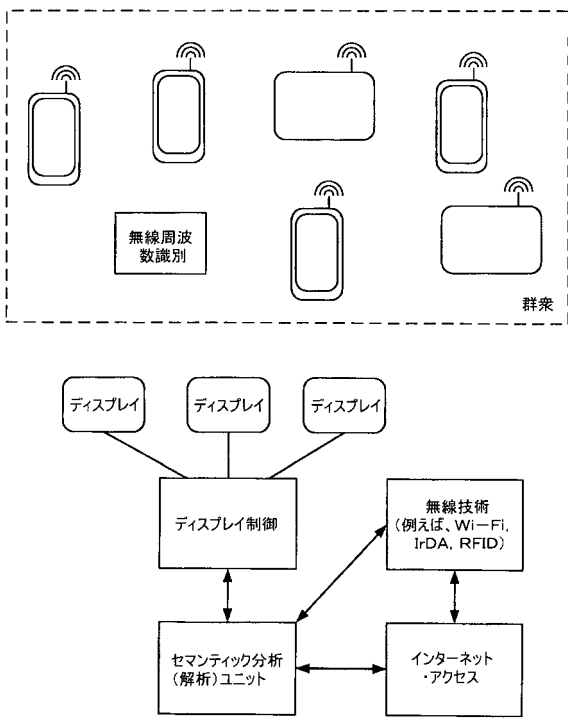 無線周波
数識別
群衆
ディスプレイ
ディスプレイ
ディスプレイ
ディスプレイ制御
無線技術
(例えば、Wi-Fi,
IrDA, RFID)
セマンティック分析
(解析)ユニット
インターネット
・アクセス